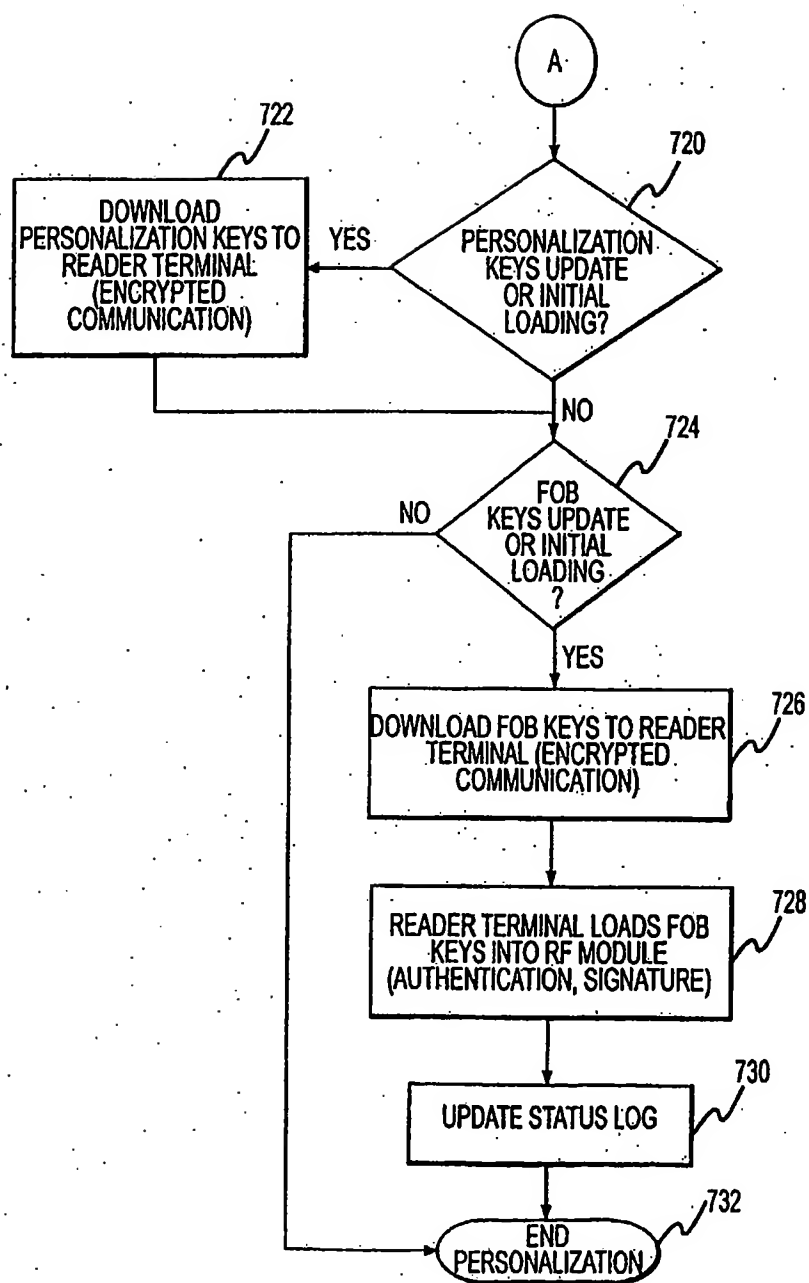 A
722
720
DOWNLOAD
PERSONALIZATION KEYS TO
READER TERMINAL
(ENCRYPTED
COMMUNICATION)
YES
PERSONALIZATION
KEYS UPDATE
OR INITIAL
LOADING?
NO
724
NO
FOB
KEYS UPDATE
OR INITIAL
LOADING
?
YES
726
DOWNLOAD FOB KEYS TO READER
TERMINAL (ENCRYPTED
COMMUNICATION)
728
READER TERMINAL LOADS FOB
KEYS INTO RF MODULE
(AUTHENTICATION, SIGNATURE)
730
UPDATE STATUS LOG
732
END
PERSONALIZATION